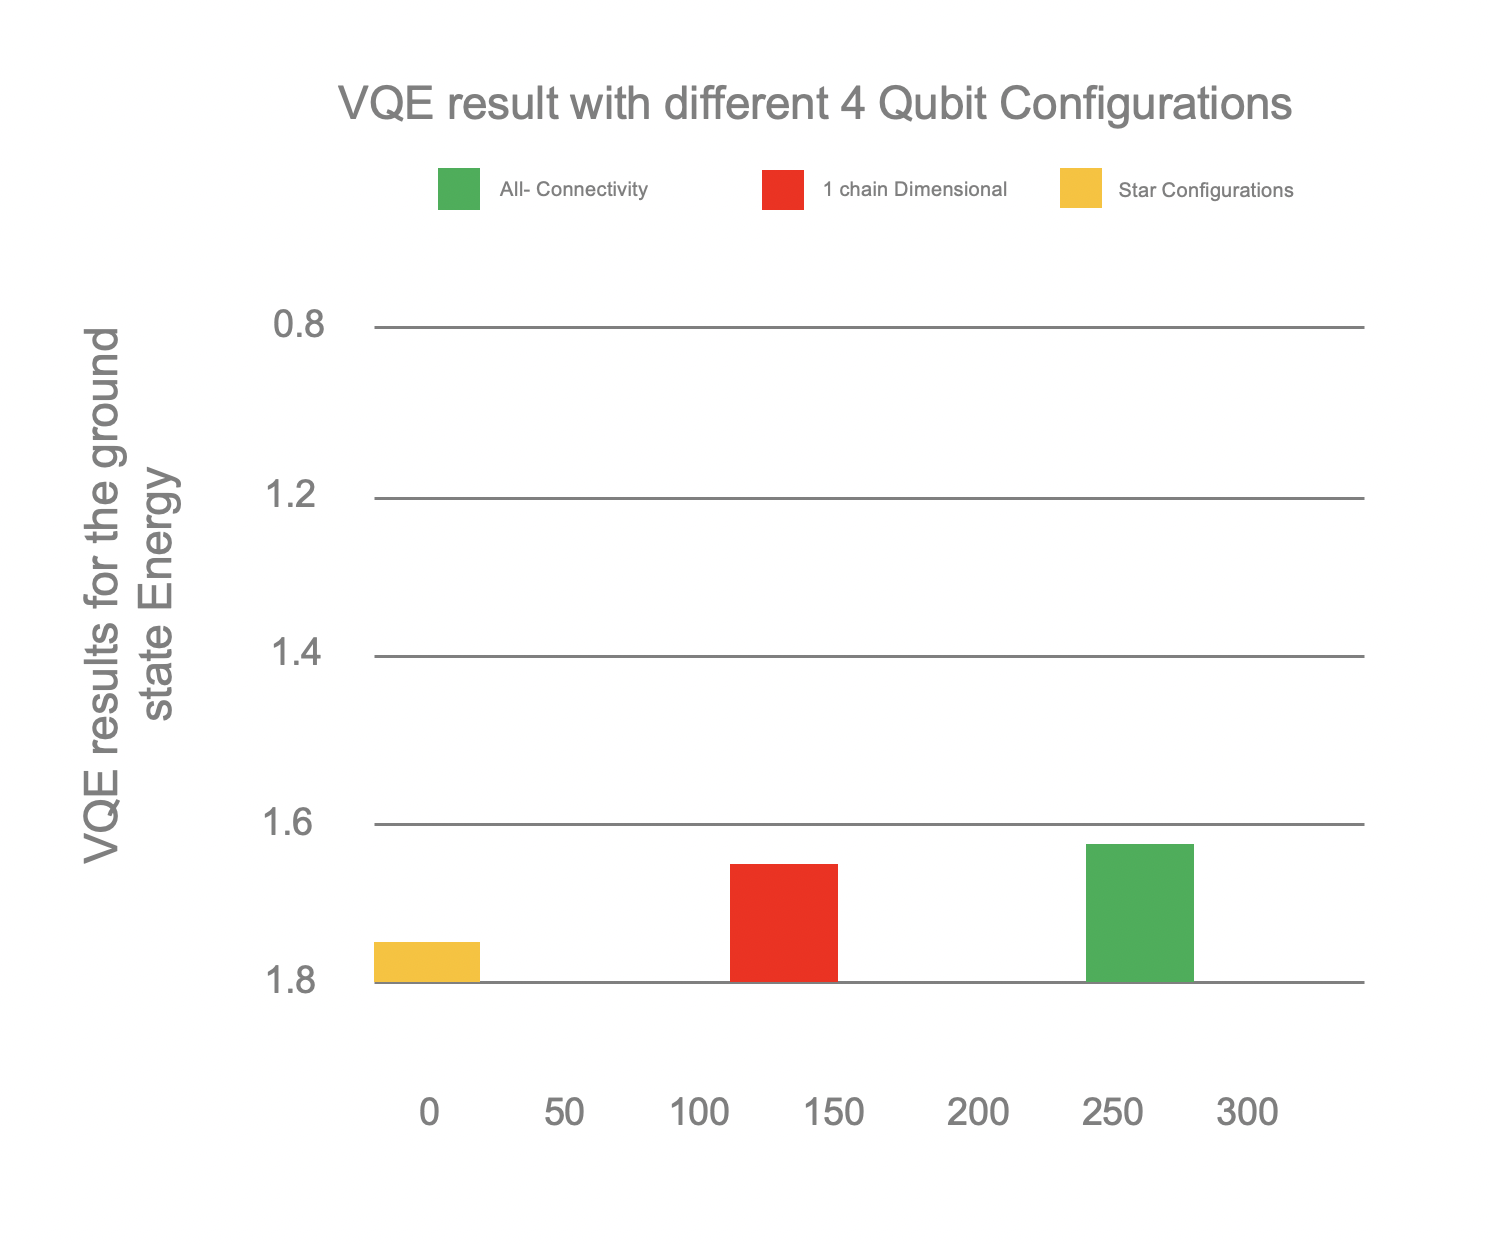 VQE result with different 4 Qubit Configurations
All- Connectivity
1 chain Dimensional
Star Configurations
VQE results for the ground
state Energy
0.8
1.2
1.4
1.6
1.8
0 50 100 150 200 250 300